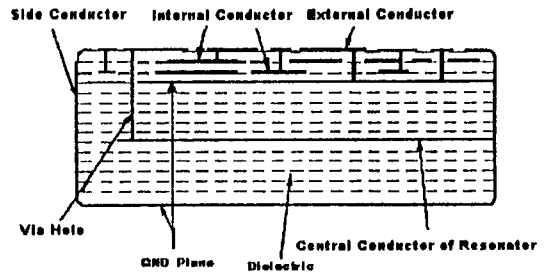 Side Conductor Internal Conductor External Conductor
Via Hole
GND Plane
Central Conductor of Resonator
Dielectric